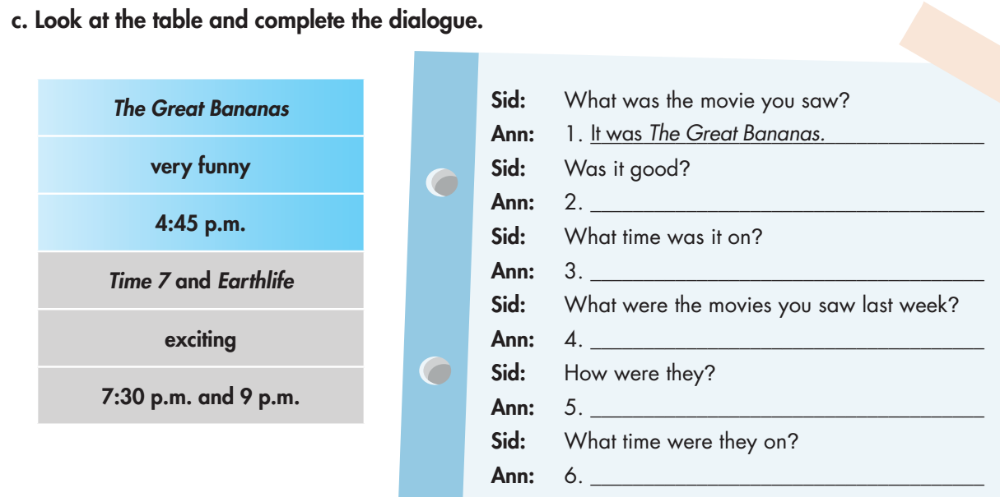 c. Look at the table and complete the dialogue.
The Great Bananas
very funny
4:45 p.m.
Time 7 and Earthlife
exciting
7:30 p.m. and 9 p.m.
Sid: What was the movie you saw?
Ann: 1. It was The Great Bananas.
Sid: Was it good?
Ann: 2.
Sid: What time was it on?
Ann: 3.
Sid: What were the movies you saw last week?
Ann: 4.
Sid: How were they?
Ann: 5.
Sid: What time were they on?
Ann: 6.